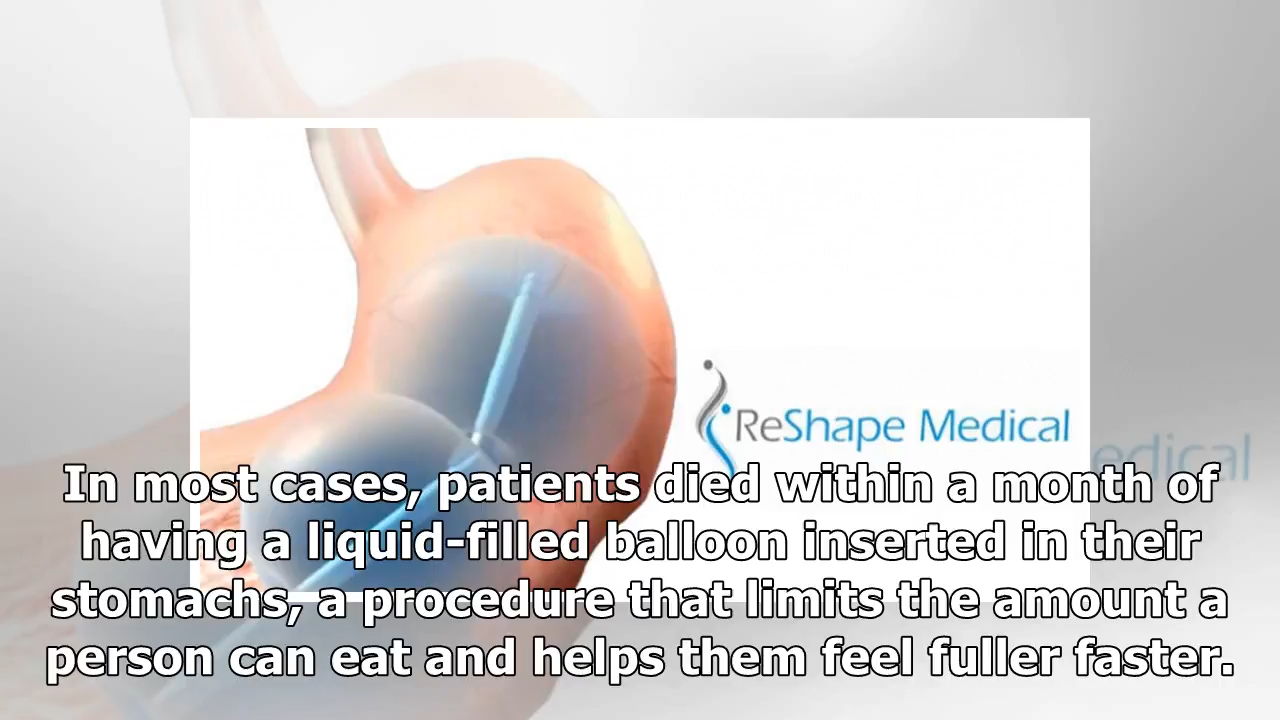 ReShape Medical
edical
In most cases, patients died within a month of
having a liquid-filled balloon inserted in their
stomachs, a procedure that limits the amount a
person can eat and helps them feel fuller faster.